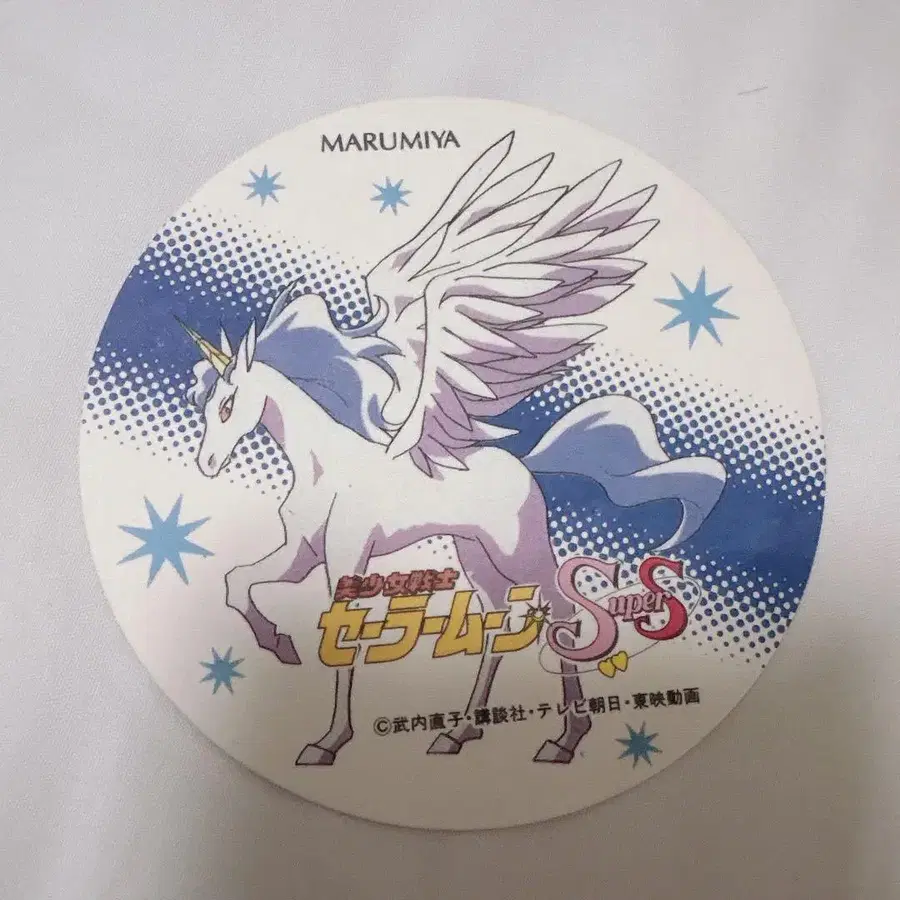 MARUMIYA
美少女戦士
セーラームーン SuperS
©武内直子・講談社・テレビ朝日・東映動画